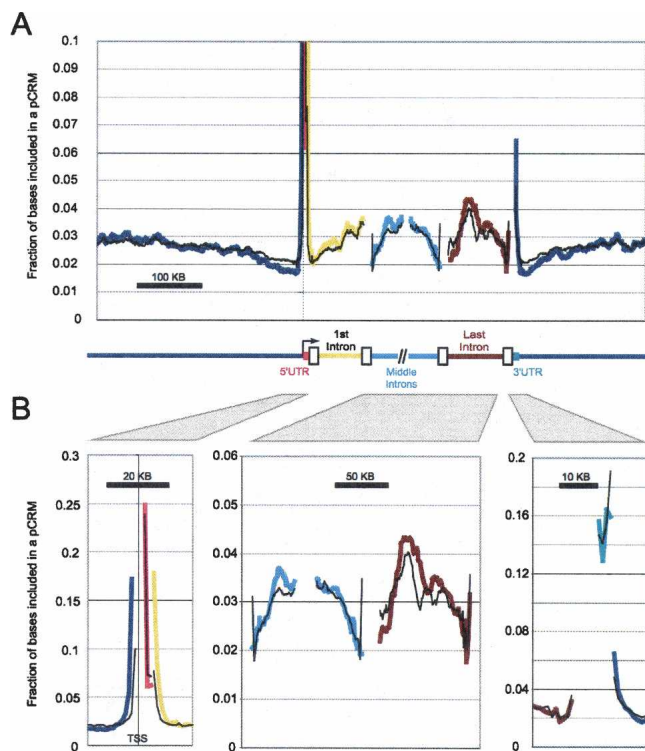 A
Fraction of bases included in a pCRM
0.1
0.09
0.08
0.07
0.06
0.05
0.04
0.03
0.02
0.01
0
100 KB
5'UTR
1st
Intron
Middle
Introns
Last
Intron
3'UTR
B
Fraction of bases included in a pCRM
0.3
0.25
0.2
0.15
0.1
0.05
0
20 KB
TSS
0.06
0.05
0.04
0.03
0.02
0.01
0
50 KB
0.2
0.16
0.12
0.08
0.04
0
10 KB